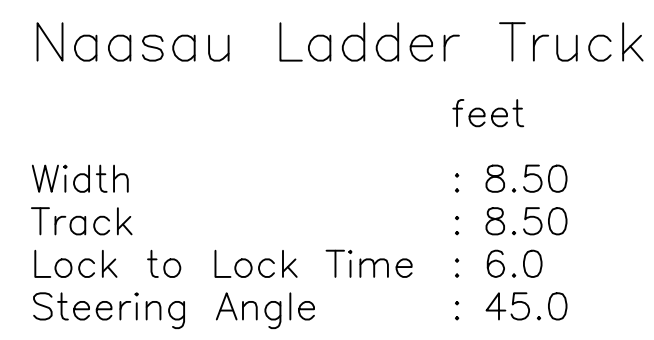 Naasau Ladder Truck
feet
Width : 8.50
Track : 8.50
Lock to Lock Time : 6.0
Steering Angle : 45.0